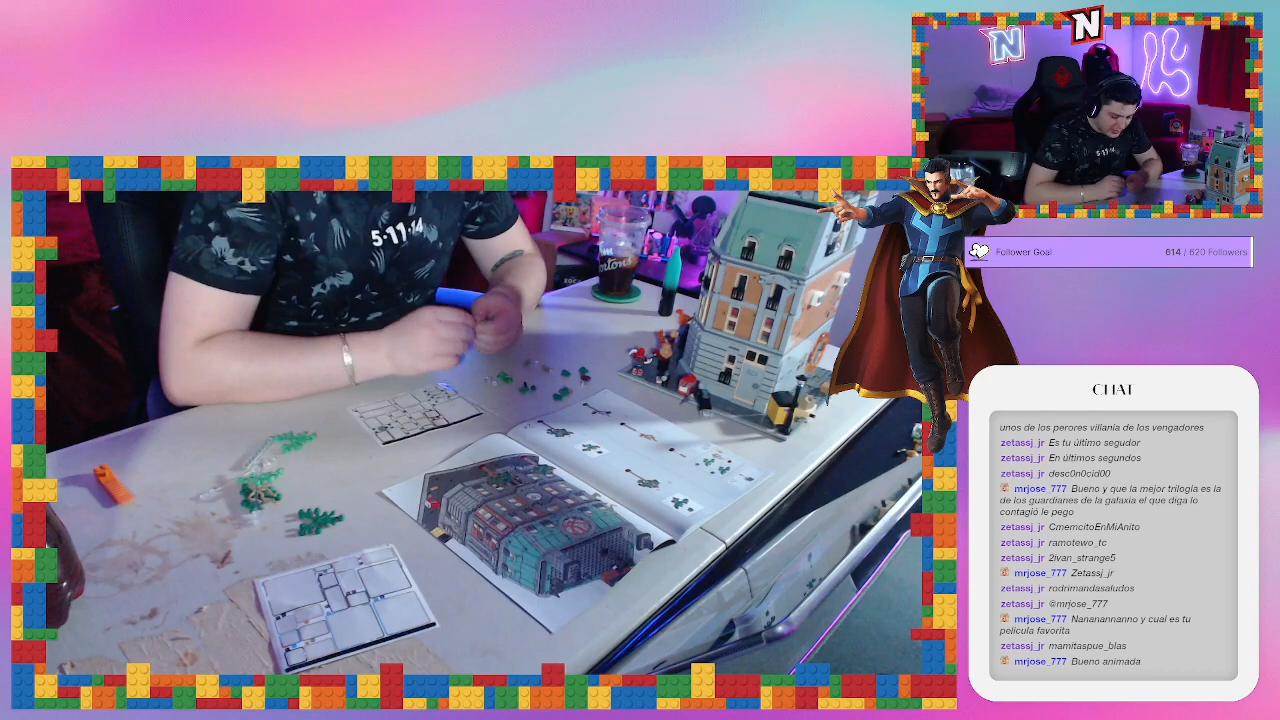 N
N
5·11·14
Follower Goal
614 / 620 Followers
CHAT
unos de los perores villania de los vengadores
zetassj_jr Es tu último segudor
zetassj_jr En últimos segundos
zetassj_jr desc0n0cid00
mrjose_777 Bueno y que la mejor trilogía es la
de los guardianes de la galaxia el que diga lo
contagié le pego
zetassj_jr CmemcitoEnMiAnito
zetassj_jr ramotewo_tc
zetassj_jr 2ivan_strange5
mrjose_777 Zetassj_jr
zetassj_jr rodrimandasaludos
zetassj_jr @mrjose_777
mrjose_777 Nananannanno y cual es tu
película favorita
zetassj_jr mamitaspue_blas
mrjose_777 Bueno animada